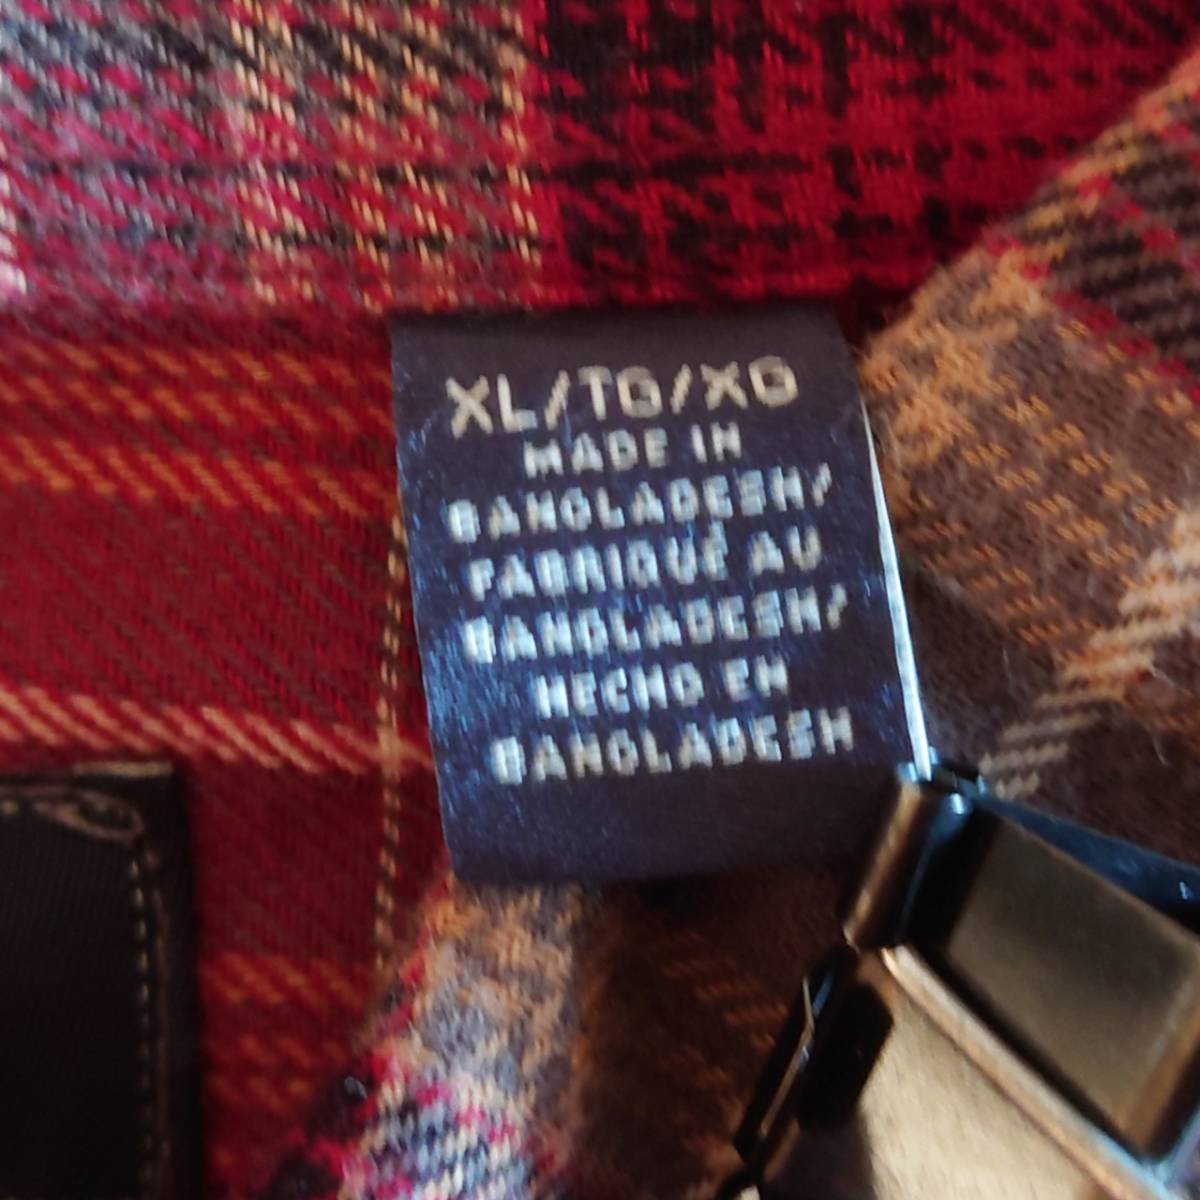 XL/TG/XG
MADE IN
BANGLADESH/
FABRIQUÉ AU
BANGLADESH/
HECHO EN
BANGLADESH